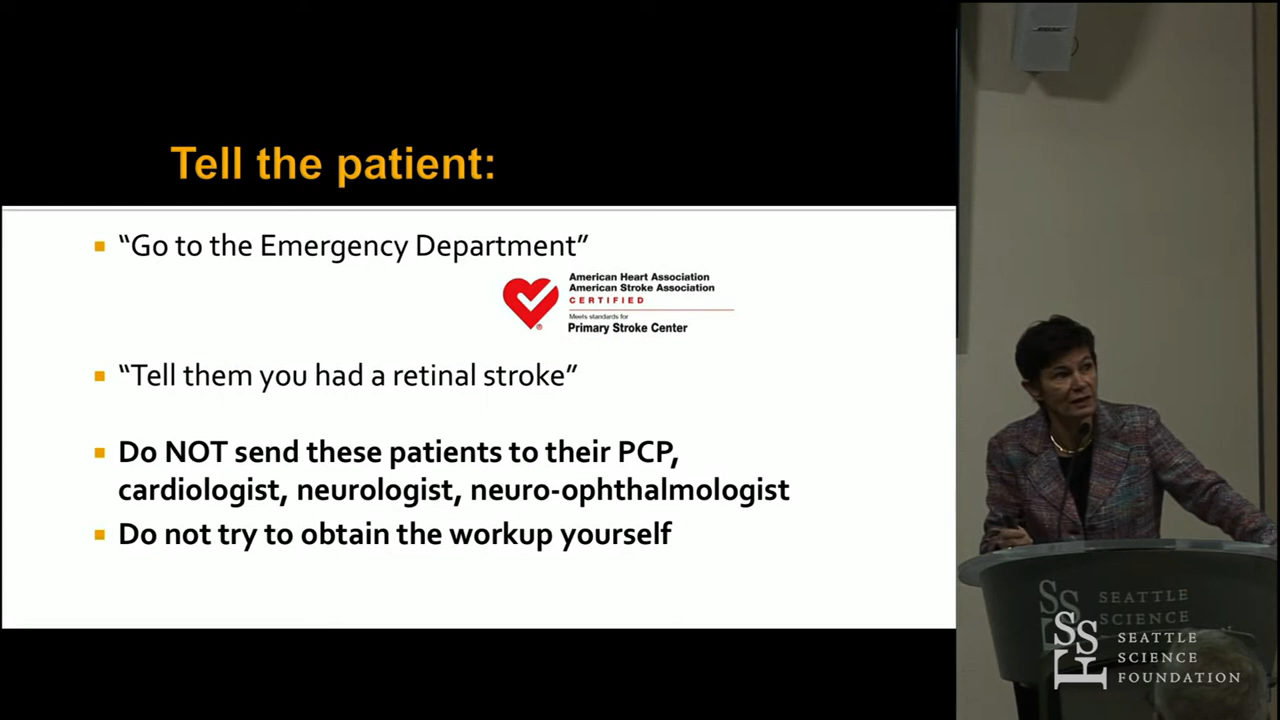 Tell the patient:
“Go to the Emergency Department”
American Heart Association
American Stroke Association
CERTIFIED
Meets standards for
Primary Stroke Center
“Tell them you had a retinal stroke”
Do NOT send these patients to their PCP,
cardiologist, neurologist, neuro-ophthalmologist
Do not try to obtain the workup yourself
SSF
SEATTLE
SCIENCE
SSF
SEATTLE
SCIENCE
FOUNDATION